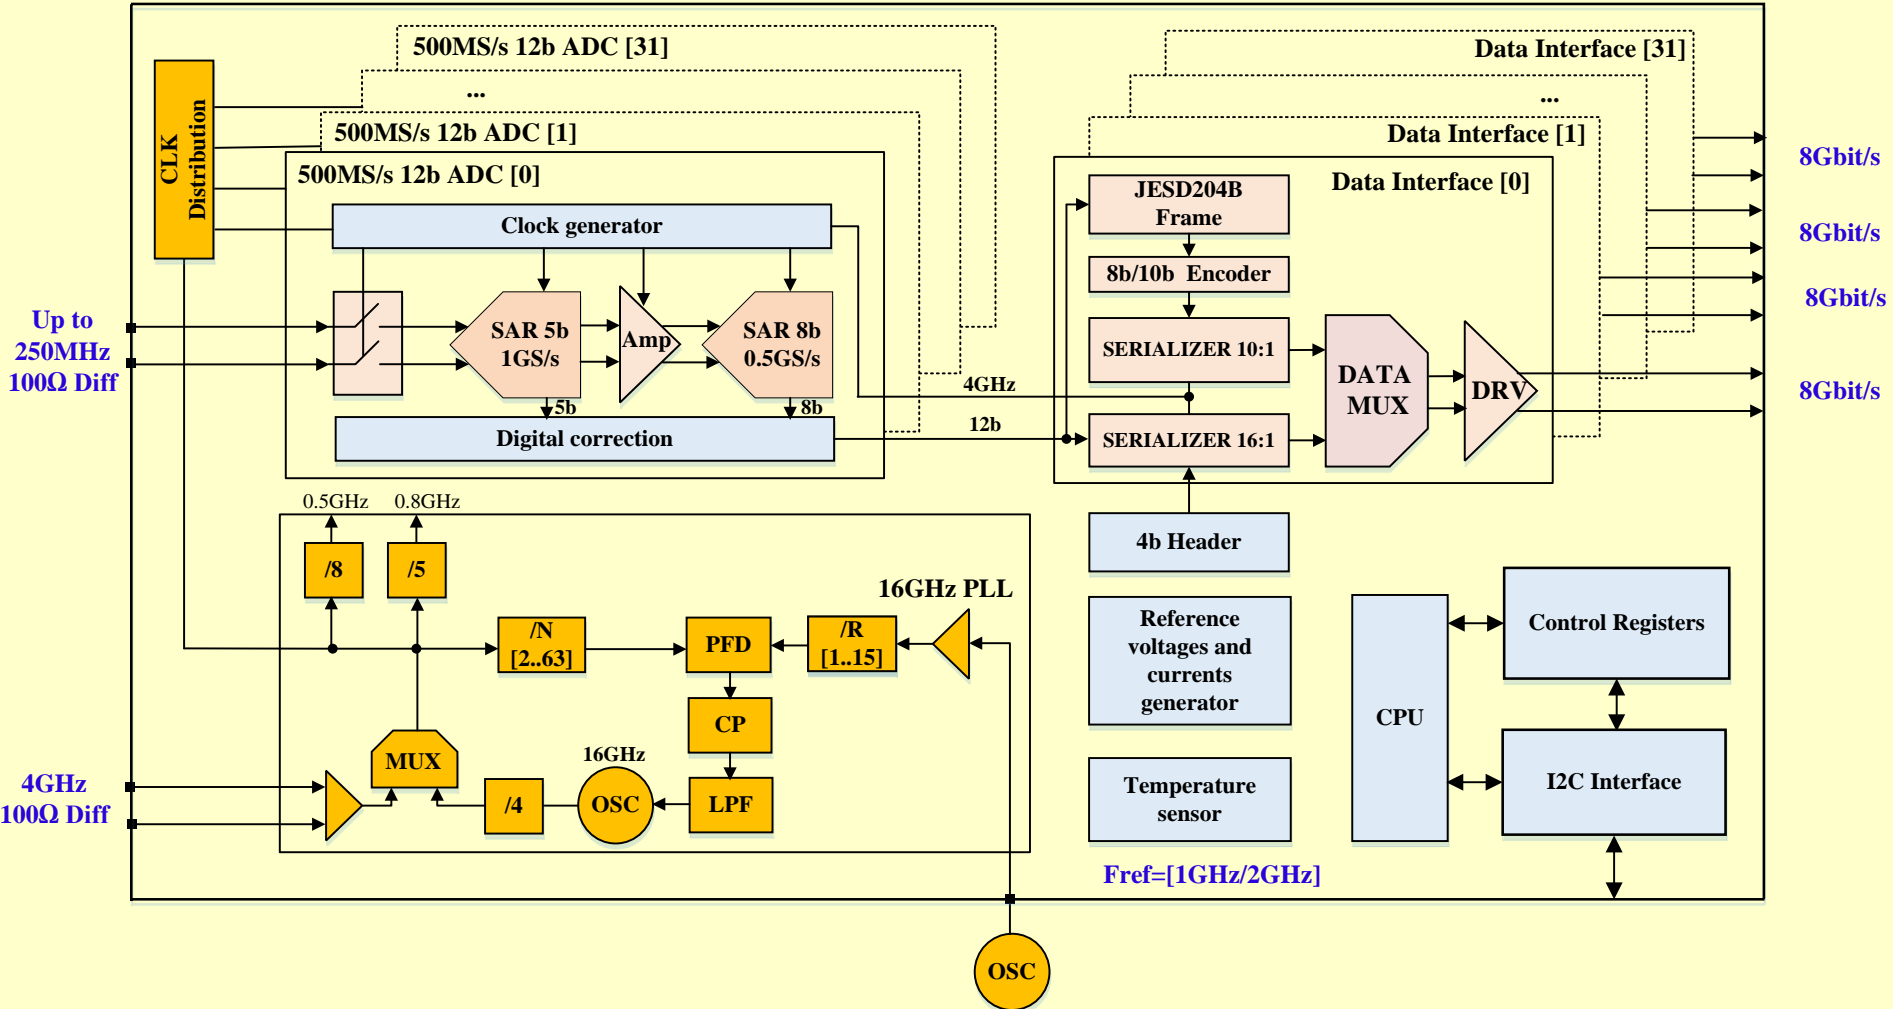 500MS/s 12b ADC [31]
...
500MS/s 12b ADC [1]
500MS/s 12b ADC [0]
CLK
Distribution
Clock generator
SAR 5b
1GS/s
Amp
SAR 8b
0.5GS/s
5b
8b
Digital correction
Up to
250MHz
100Ω Diff
4GHz
12b
Data Interface [31]
...
Data Interface [1]
Data Interface [0]
JESD204B
Frame
8b/10b Encoder
SERIALIZER 10:1
SERIALIZER 16:1
DATA
MUX
DRV
8Gbit/s
8Gbit/s
8Gbit/s
8Gbit/s
4b Header
0.5GHz
0.8GHz
/8
/5
16GHz PLL
/N
[2..63]
PFD
/R
[1..15]
CP
MUX
16GHz
/4
OSC
LPF
4GHz
100Ω Diff
Reference
voltages and
currents
generator
Temperature
sensor
CPU
Control Registers
I2C Interface
Fref=[1GHz/2GHz]
OSC